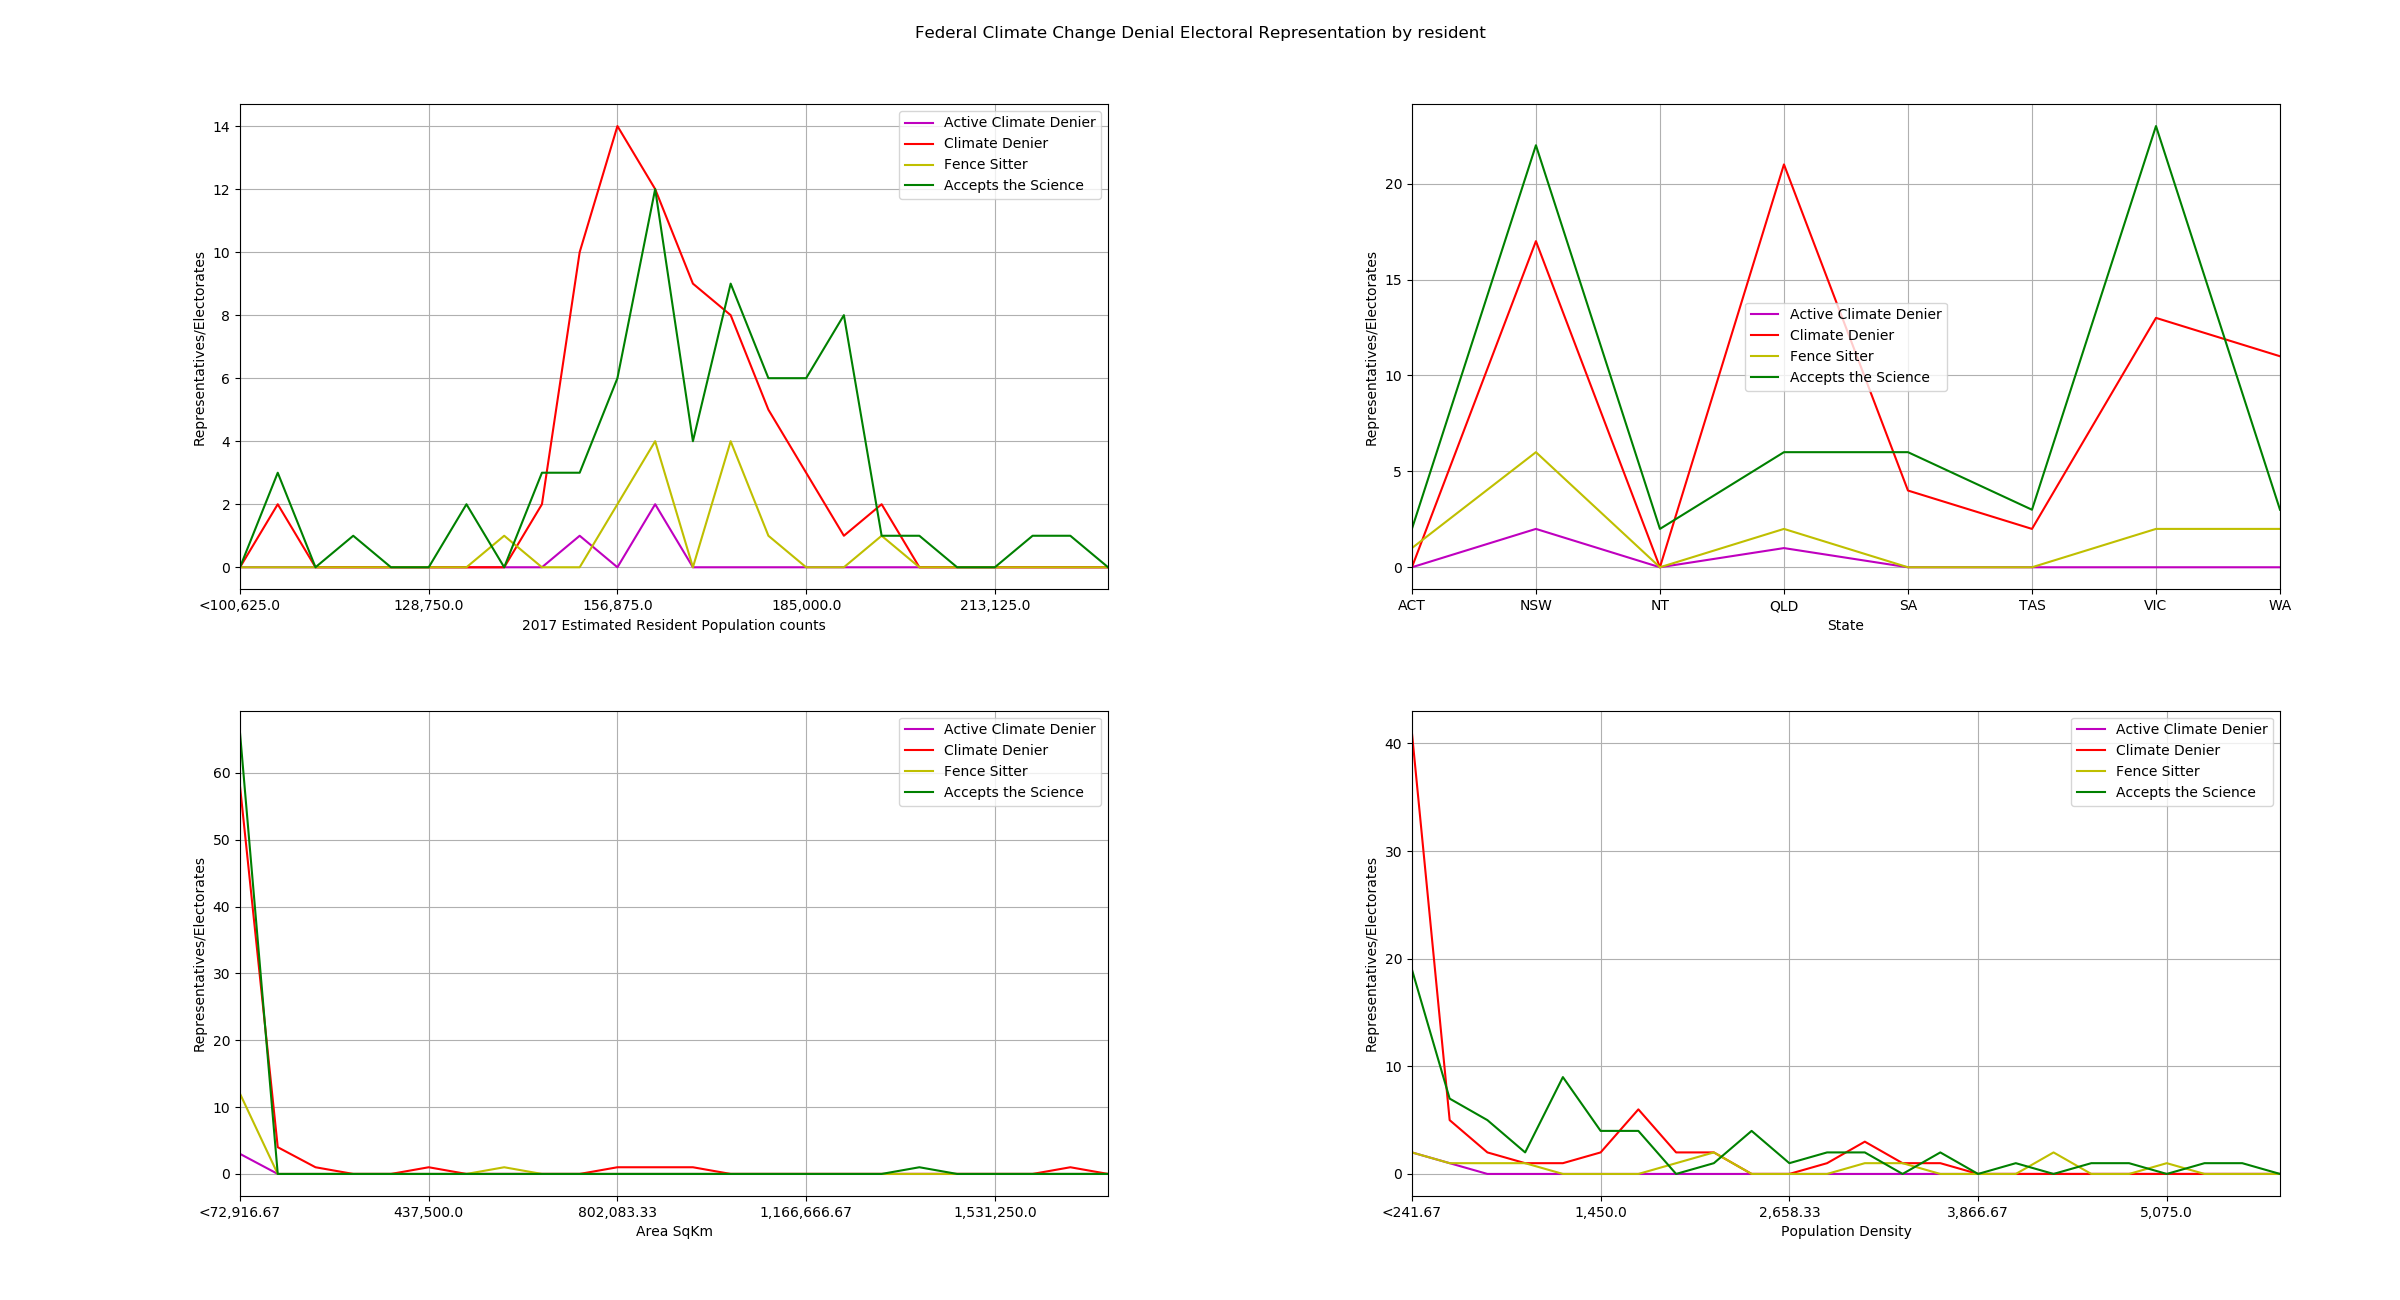 Federal Climate Change Denial Electoral Representation by resident
Representatives/Electorates
14
12
10
8
6
4
2
0
Active Climate Denier
Climate Denier
Fence Sitter
Accepts the Science
<100,625.0 128,750.0 156,875.0 185,000.0 213,125.0
2017 Estimated Resident Population counts
Representatives/Electorates
20
15
10
5
0
Active Climate Denier
Climate Denier
Fence Sitter
Accepts the Science
ACT NSW NT QLD SA TAS VIC WA
State
Representatives/Electorates
60
50
40
30
20
10
0
Active Climate Denier
Climate Denier
Fence Sitter
Accepts the Science
<72,916.67 437,500.0 802,083.33 1,166,666.67 1,531,250.0
Area SqKm
Representatives/Electorates
40
30
20
10
0
Active Climate Denier
Climate Denier
Fence Sitter
Accepts the Science
<241.67 1,450.0 2,658.33 3,866.67 5,075.0
Population Density